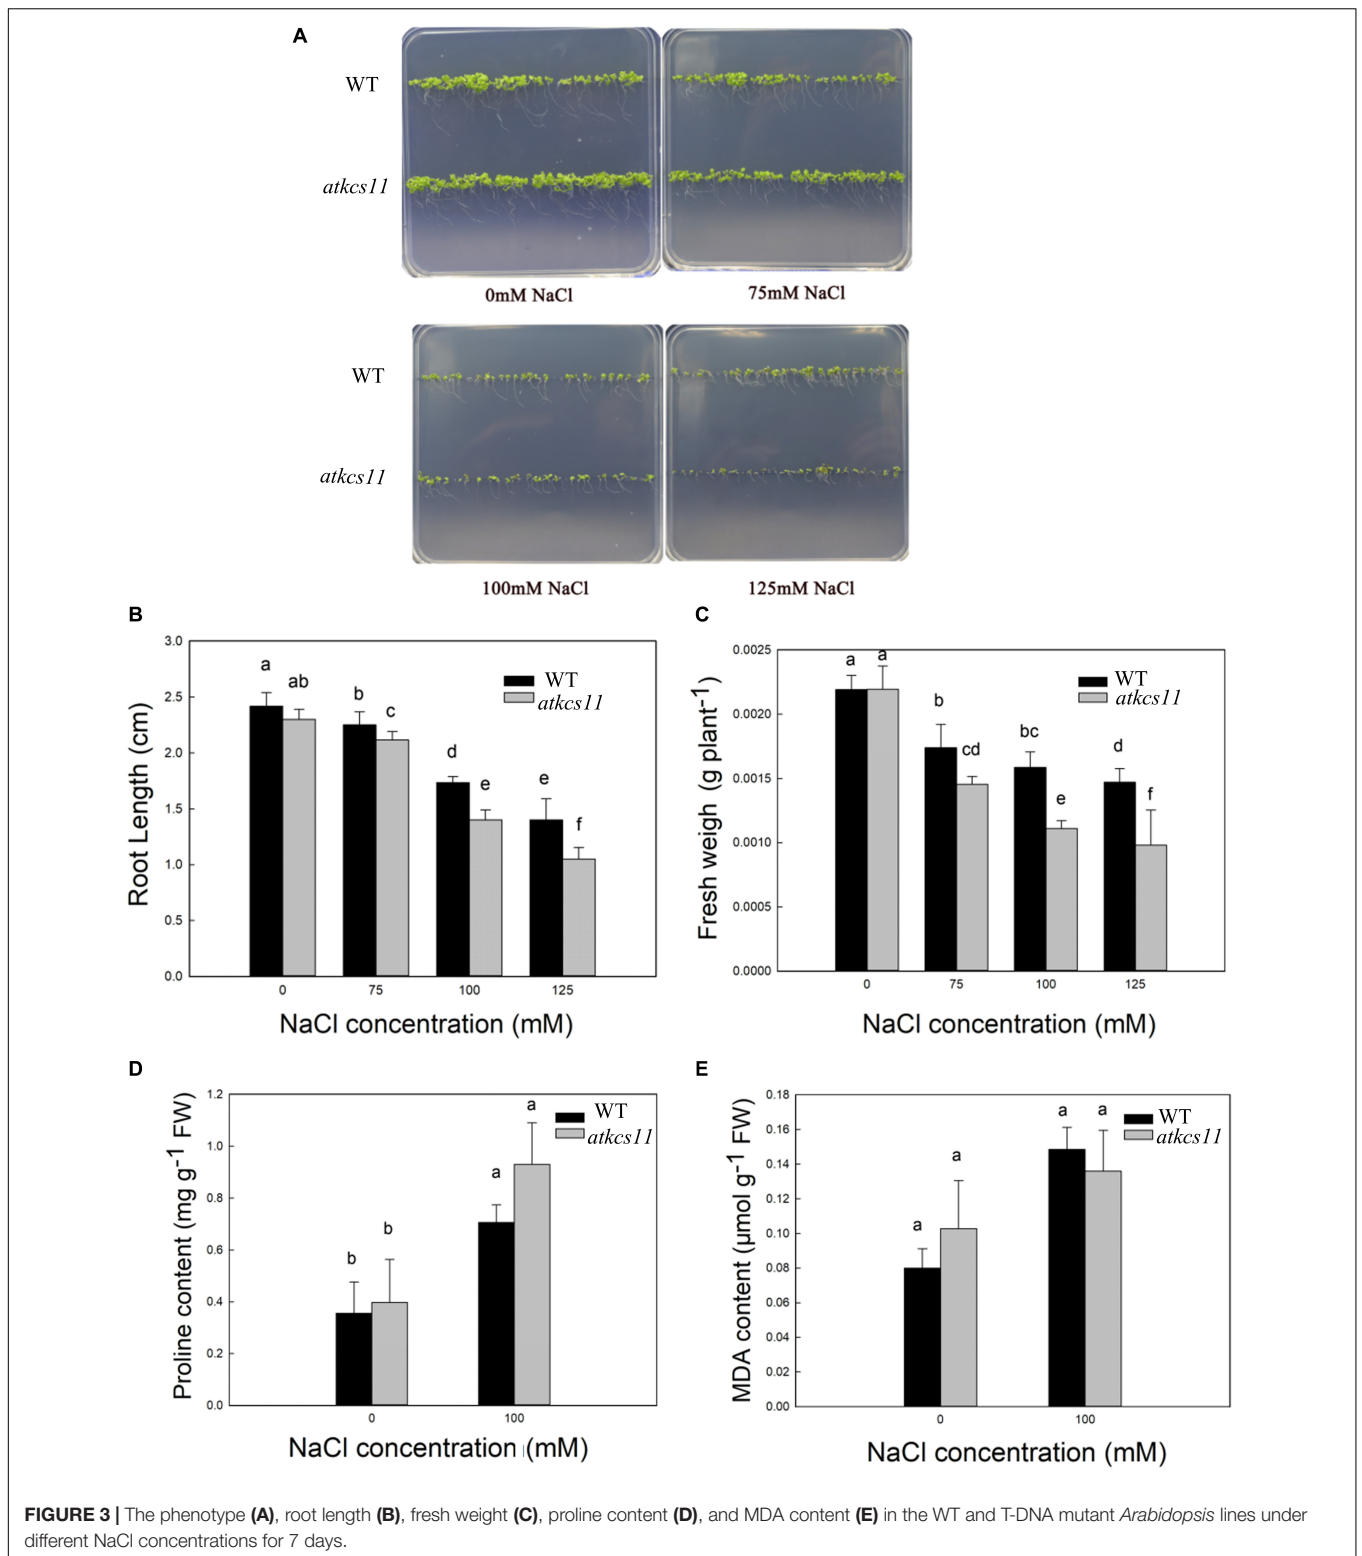 A
WT
atkcs11
0mM NaCl
75mM NaCl
WT
atkcs11
100mM NaCl
125mM NaCl
B
3.0
2.5
2.0
1.5
1.0
0.5
0.0
Root Length (cm)
a
ab
b
c
d
e
e
f
WT
atkcs11
0
75
100
125
NaCl concentration (mM)
C
0.0025
0.0020
0.0015
0.0010
0.0005
0.0000
Fresh weigh (g plant-1)
a
a
b
cd
bc
e
d
f
WT
atkcs11
0
75
100
125
NaCl concentration (mM)
D
1.2
1.0
0.8
0.6
0.4
0.2
0.0
Proline content (mg g-1 FW)
b
b
a
a
WT
atkcs11
0
100
NaCl concentration (mM)
E
0.18
0.16
0.14
0.12
0.10
0.08
0.06
0.04
0.02
0.00
MDA content (μmol g-1 FW)
a
a
a
a
WT
atkcs11
0
100
NaCl concentration (mM)
FIGURE 3 | The phenotype (A), root length (B), fresh weight (C), proline content (D), and MDA content (E) in the WT and T-DNA mutant Arabidopsis lines under
different NaCl concentrations for 7 days.